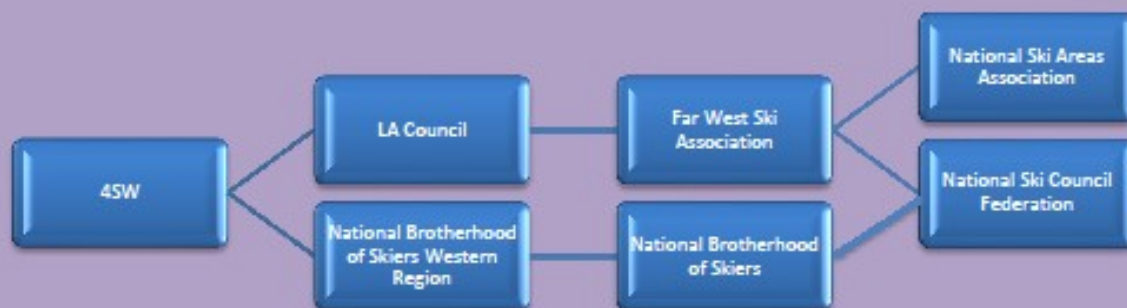 4SW
LA Council
National Brotherhood
of Skiers Western
Region
Far West Ski
Association
National Brotherhood
of Skiers
National Ski Areas
Association
National Ski Council
Federation